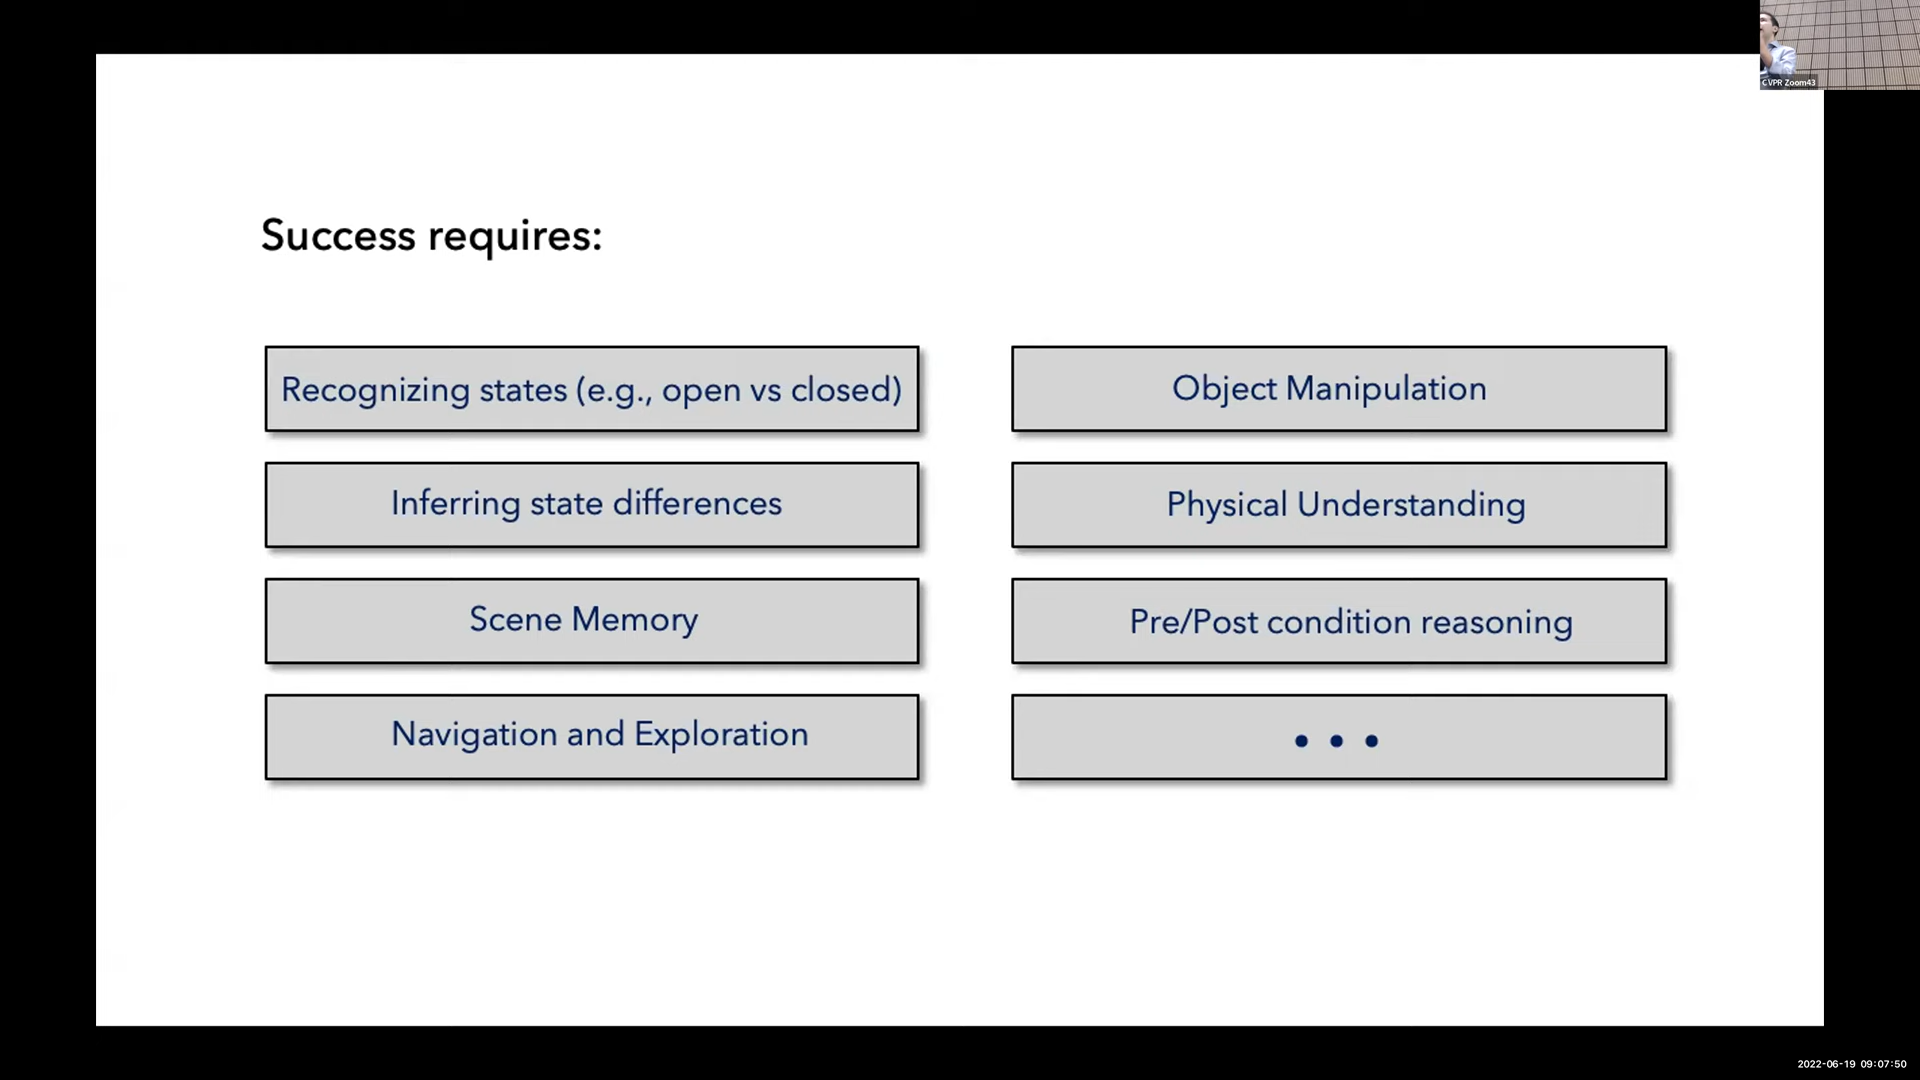 CVPR Zoom43
Success requires:
Recognizing states (e.g., open vs closed)
Object Manipulation
Inferring state differences
Physical Understanding
Scene Memory
Pre/Post condition reasoning
Navigation and Exploration
• • •
2022-06-19 09:07:50